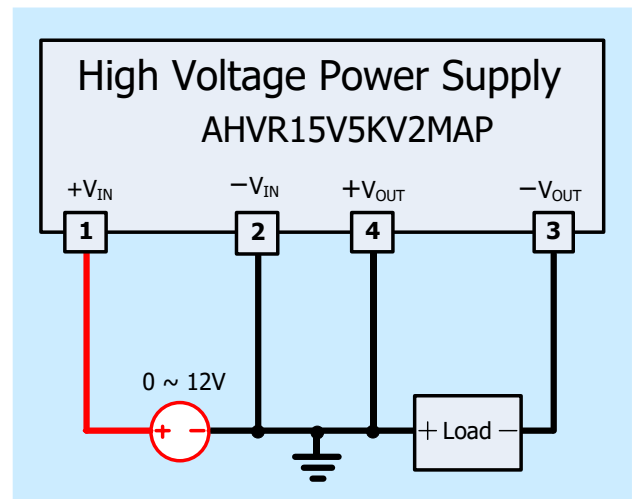 High Voltage Power Supply
AHVR15V5KV2MAP
+VIN −VIN +VOUT −VOUT
1 2 4 3
0 ~ 12V
+ −
+ Load −